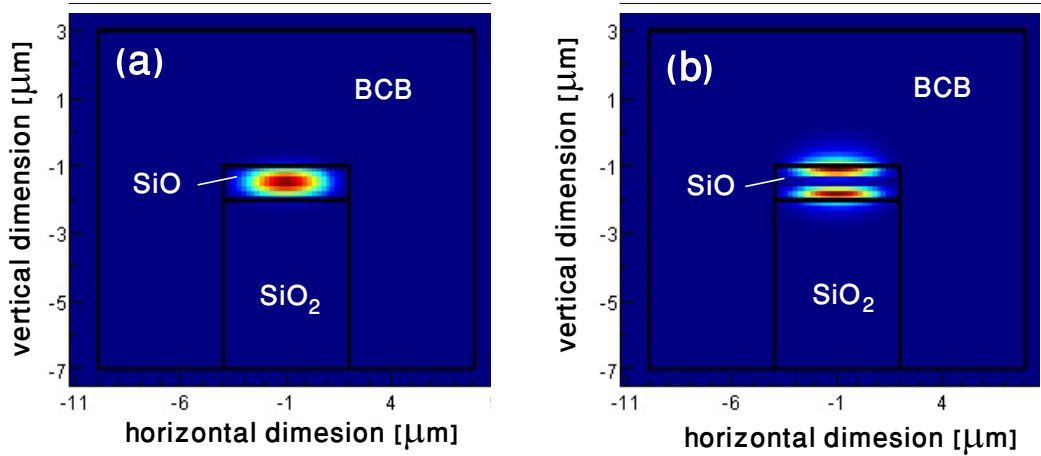 (a)
BCB
SiO
SiO2
3
1
-1
-3
-5
-7
-11
-6
-1
4
vertical dimension [μm]
horizontal dimesion [μm]
(b)
BCB
SiO
SiO2
3
1
-1
-3
-5
-7
-11
-6
-1
4
vertical dimension [μm]
horizontal dimesion [μm]